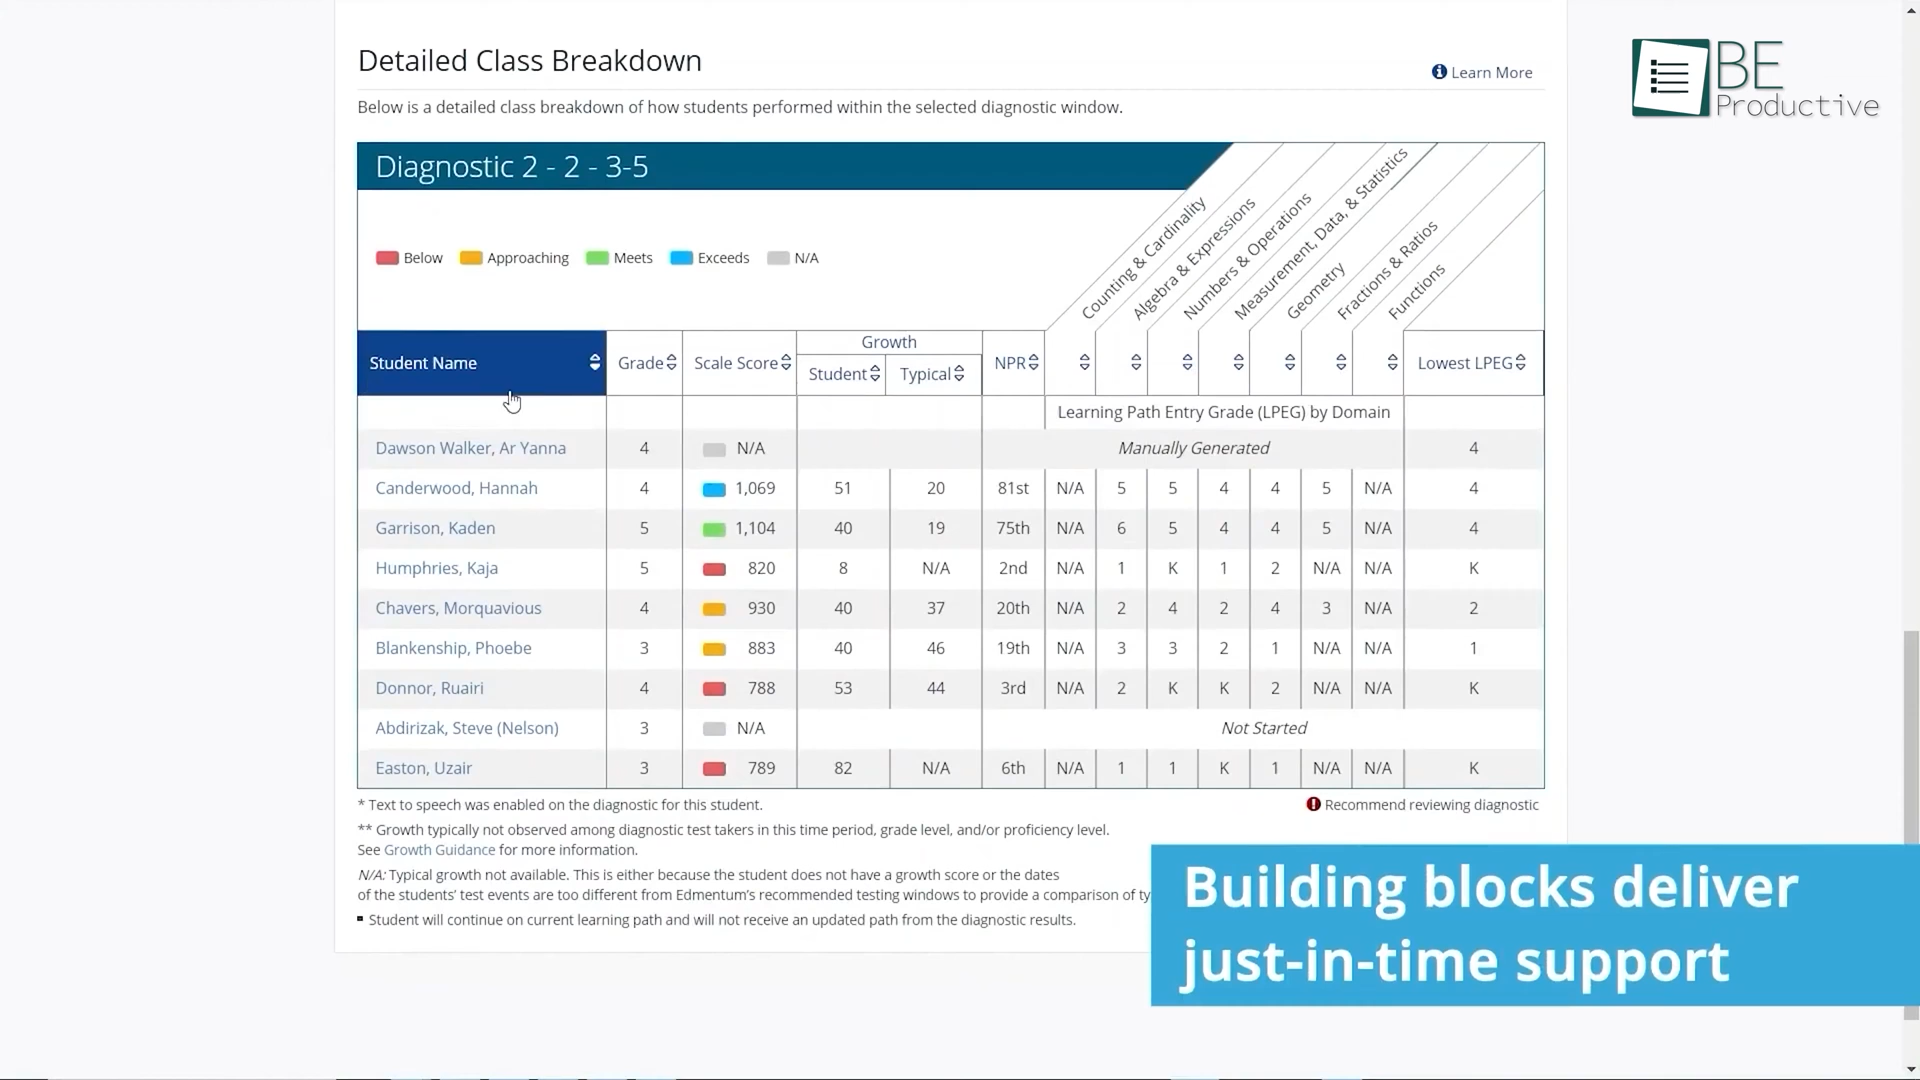 Detailed Class Breakdown
Learn More
BE
Productive
Below is a detailed class breakdown of how students performed within the selected diagnostic window.
Diagnostic 2 - 2 - 3-5
Below Approaching Meets Exceeds N/A
Counting & Cardinality
Algebra & Expressions
Numbers & Operations
Measurement, Data, & Statistics
Geometry
Fractions & Ratios
Functions
Student Name Grade Scale Score Growth Student Typical NPR Lowest LPEG
Learning Path Entry Grade (LPEG) by Domain
Dawson Walker, Ar Yanna 4 N/A Manually Generated 4
Canderwood, Hannah 4 1,069 51 20 81st N/A 5 5 4 4 5 N/A 4
Garrison, Kaden 5 1,104 40 19 75th N/A 6 5 4 4 5 N/A 4
Humphries, Kaja 5 820 8 N/A 2nd N/A 1 K 1 2 N/A N/A K
Chavers, Morquavious 4 930 40 37 20th N/A 2 4 2 4 3 N/A 2
Blankenship, Phoebe 3 883 40 46 19th N/A 3 3 2 1 N/A N/A 1
Donnor, Ruairi 4 788 53 44 3rd N/A 2 K K 2 N/A N/A K
Abdirizak, Steve (Nelson) 3 N/A Not Started
Easton, Uzair 3 789 82 N/A 6th N/A 1 1 K 1 N/A N/A K
* Text to speech was enabled on the diagnostic for this student.
Recommend reviewing diagnostic
** Growth typically not observed among diagnostic test takers in this time period, grade level, and/or proficiency level.
See Growth Guidance for more information.
N/A: Typical growth not available. This is either because the student does not have a growth score or the dates
of the students' test events are too different from Edmentum's recommended testing windows to provide a comparison of ty
Student will continue on current learning path and will not receive an updated path from the diagnostic results.
Building blocks deliver
just-in-time support